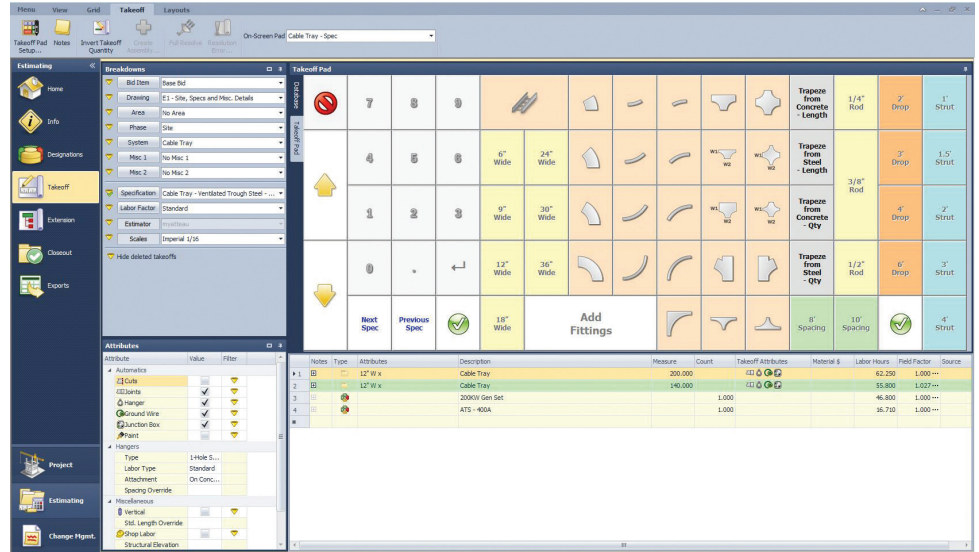 Menu View Grid Takeoff Layouts
Takeoff Pad Setup...
Notes
Invert Takeoff Quantity
Create Assembly...
Full Resolve
Resolution Error...
On-Screen Pad Cable Tray - Spec
Estimating
Home
Info
Designations
Takeoff
Extension
Closeout
Exports
Project
Estimating
Change Mgmt.
Breakdowns
Bid Item Base Bid
Drawing E1 - Site, Specs and Misc. Details
Area No Area
Phase Site
System Cable Tray
Misc 1 No Misc 1
Misc 2 No Misc 2
Specification Cable Tray - Ventilated Trough Steel - ...
Labor Factor Standard
Estimator
Scales Imperial 1/16
Hide deleted takeoffs
Attributes
Attribute Value Filter
Automatics
Cuts
Joints
Hanger
Ground Wire
Junction Box
Paint
Hangers
Type 1-Hole S...
Labor Type Standard
Attachment On Conc...
Spacing Override
Miscellaneous
Vertical
Std. Length Override
Shop Labor
Structural Elevation
Takeoff Pad
Database
Takeoff Pad
7 8 9
Trapeze from Concrete - Length
1/4" Rod
2' Drop
1' Strut
4 5 6
6" Wide
24" Wide
W1 W2
W1 W2
Trapeze from Steel - Length
3/8" Rod
3' Drop
1.5' Strut
1 2 3
9" Wide
30" Wide
W1 W2
W1 W2
Trapeze from Concrete - Qty
4' Drop
2' Strut
0 .
12" Wide
36" Wide
Trapeze from Steel - Qty
1/2" Rod
6' Drop
3' Strut
Next Spec
Previous Spec
18" Wide
Add Fittings
8' Spacing
10' Spacing
4' Strut
Notes Type Attributes Description Measure Count Takeoff Attributes Material $ Labor Hours Field Factor Source
1 12" W x Cable Tray 200.000 62.250 1.000 ...
2 12" W x Cable Tray 140.000 55.800 1.027 ...
3 200KW Gen Set 1.000 46.800 1.000 ...
4 ATS - 400A 1.000 16.710 1.000 ...